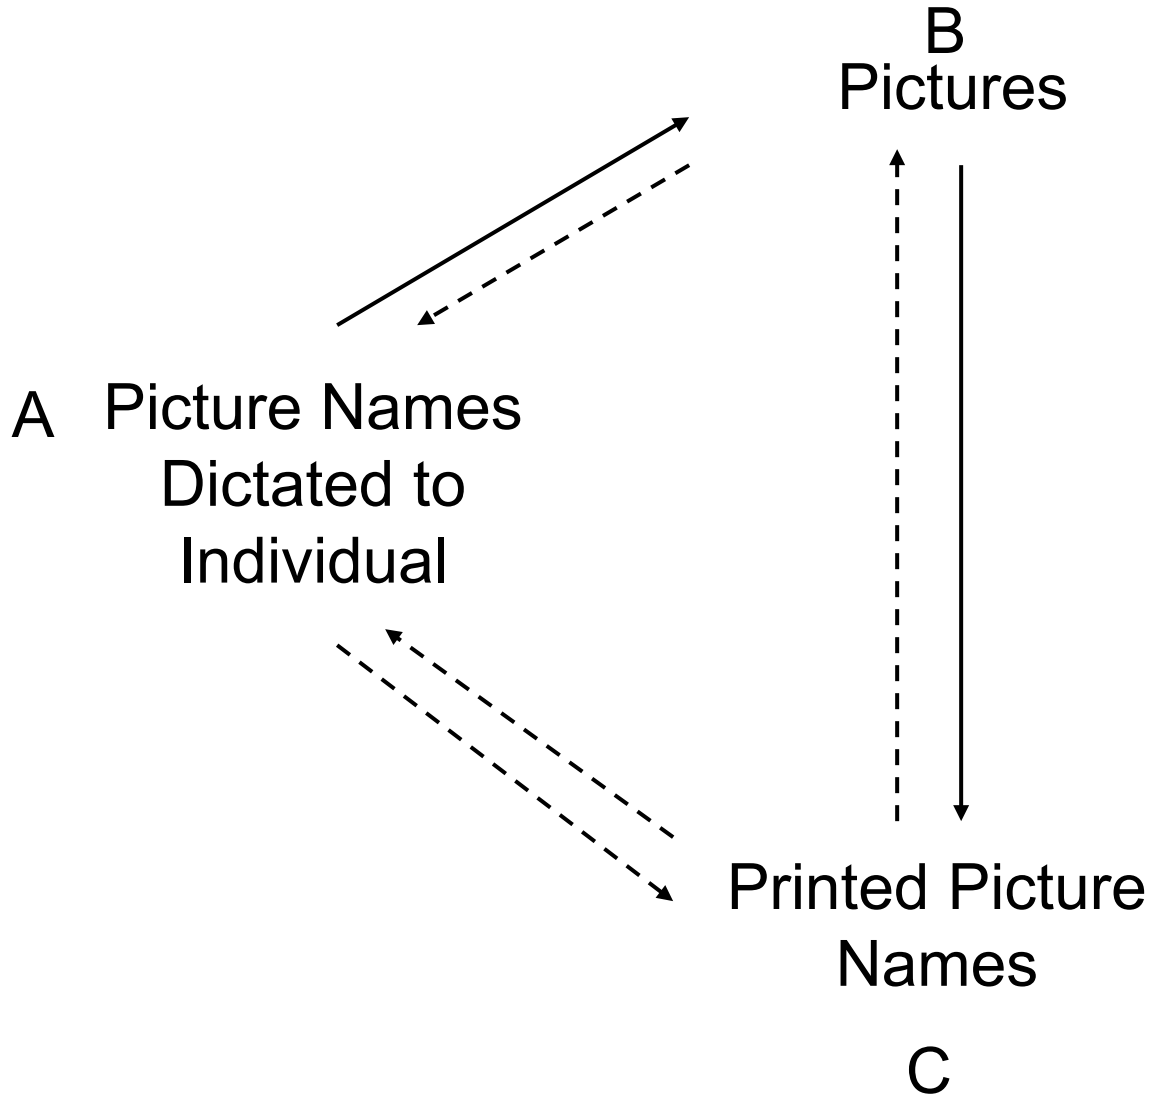 B
Pictures
A
Picture Names
Dictated to
Individual
Printed Picture
Names
C